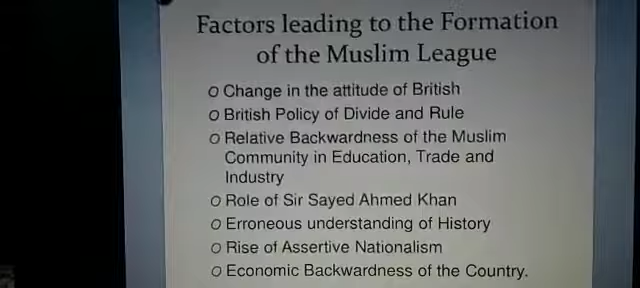 Factors leading to the Formation
of the Muslim League
o Change in the attitude of British
o British Policy of Divide and Rule
o Relative Backwardness of the Muslim
Community in Education, Trade and
Industry
o Role of Sir Sayed Ahmed Khan
o Erroneous understanding of History
o Rise of Assertive Nationalism
o Economic Backwardness of the Country.